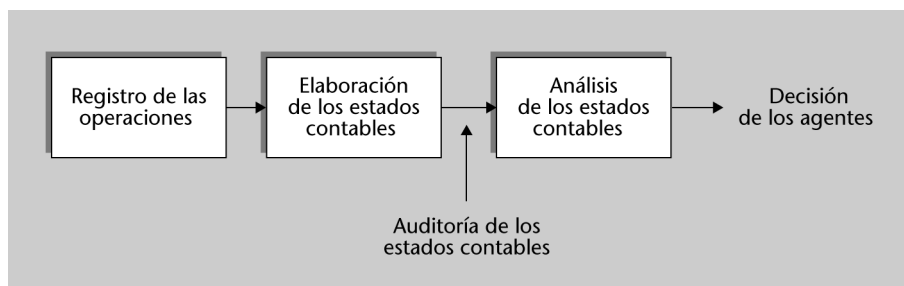 Registro de las
operaciones
Elaboración
de los estados
contables
Análisis
de los estados
contables
Decisión
de los agentes
Auditoría de los
estados contables